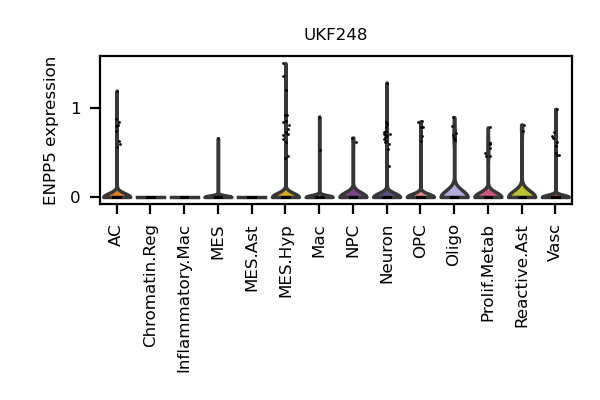 UKF248
ENPP5 expression
1
0
AC
Chromatin.Reg
Inflammatory.Mac
MES
MES.Ast
MES.Hyp
Mac
NPC
Neuron
OPC
Oligo
Prolif.Metab
Reactive.Ast
Vasc